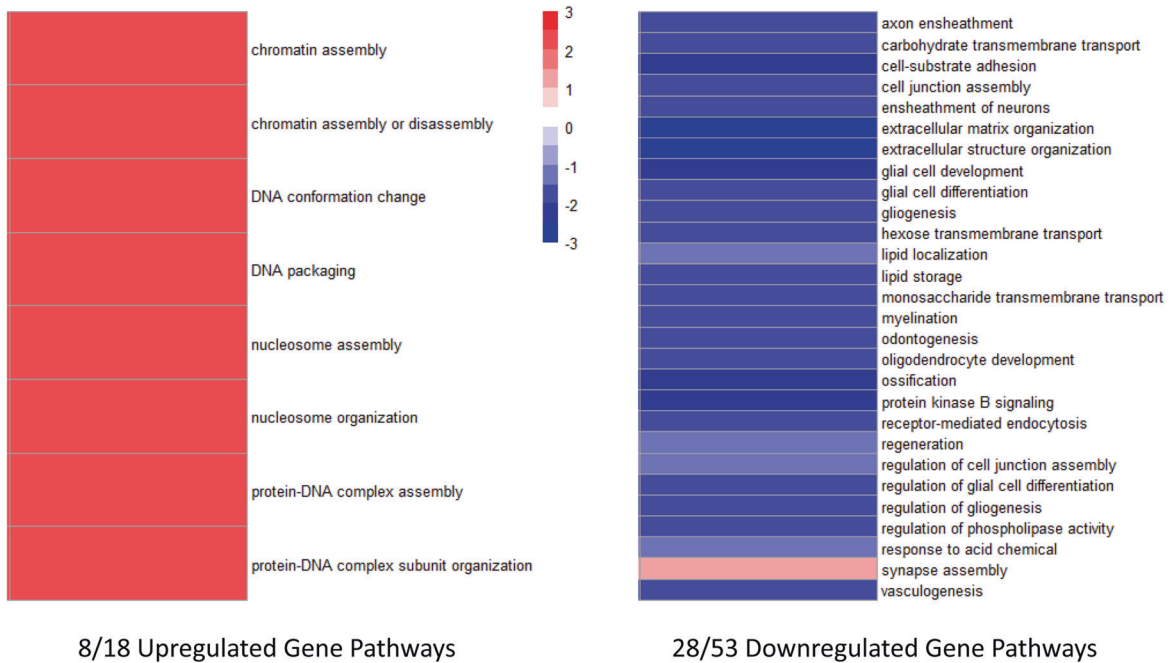 chromatin assembly
chromatin assembly or disassembly
DNA conformation change
DNA packaging
nucleosome assembly
nucleosome organization
protein-DNA complex assembly
protein-DNA complex subunit organization
3
2
1
0
-1
-2
-3
axon ensheathment
carbohydrate transmembrane transport
cell-substrate adhesion
cell junction assembly
ensheathment of neurons
extracellular matrix organization
extracellular structure organization
glial cell development
glial cell differentiation
gliogenesis
hexose transmembrane transport
lipid localization
lipid storage
monosaccharide transmembrane transport
myelination
odontogenesis
oligodendrocyte development
ossification
protein kinase B signaling
receptor-mediated endocytosis
regeneration
regulation of cell junction assembly
regulation of glial cell differentiation
regulation of gliogenesis
regulation of phospholipase activity
response to acid chemical
synapse assembly
vasculogenesis
8/18 Upregulated Gene Pathways
28/53 Downregulated Gene Pathways